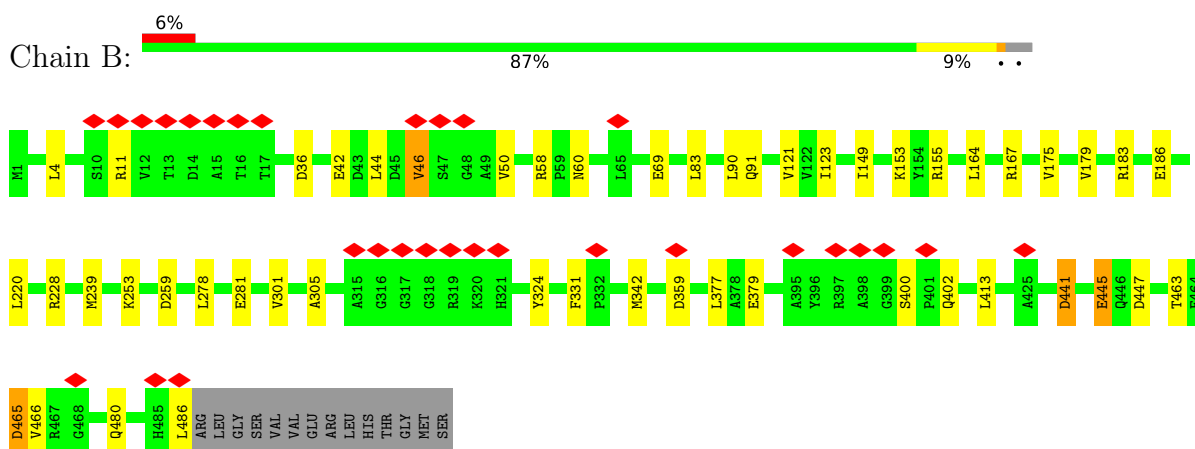 6%
Chain B:
87% 9% • •
M1 L4 S10 R11 V12 T13 D14 A15 T16 T17 D36 E42 D43 L44 D45 V46 S47 G48 A49 V50 R58 P59 N60 L65 E69 L83 L90 Q91 V121 V122 I123 I149 K153 Y154 R155 L164 R167 V175 V179 R183 E186
L220 R228 M239 K253 D259 L278 E281 V301 A305 A315 G316 G317 G318 R319 K320 H321 Y324 F331 P332 M342 D359 L377 A378 E379 A395 Y396 R397 A398 G399 S400 P401 Q402 L413 A425 D441 E445 Q446 D447 T463 E464
D465 V466 R467 G468 Q480 H485 L486 ARG LEU GLY SER VAL VAL GLU ARG LEU HIS THR GLY MET SER